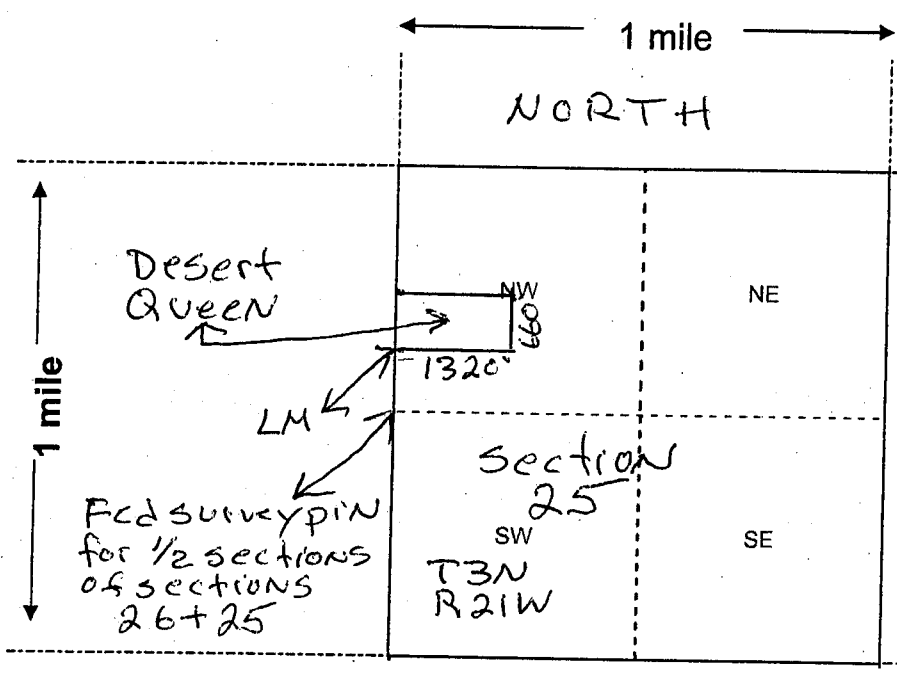 1 mile
NORTH
Desert
Queen
NW
NE
660
1320'
1 mile
LM
Section
25
Fed survey pin
for 1/2 sections
of sections
26+25
SW
SE
T3N
R21W